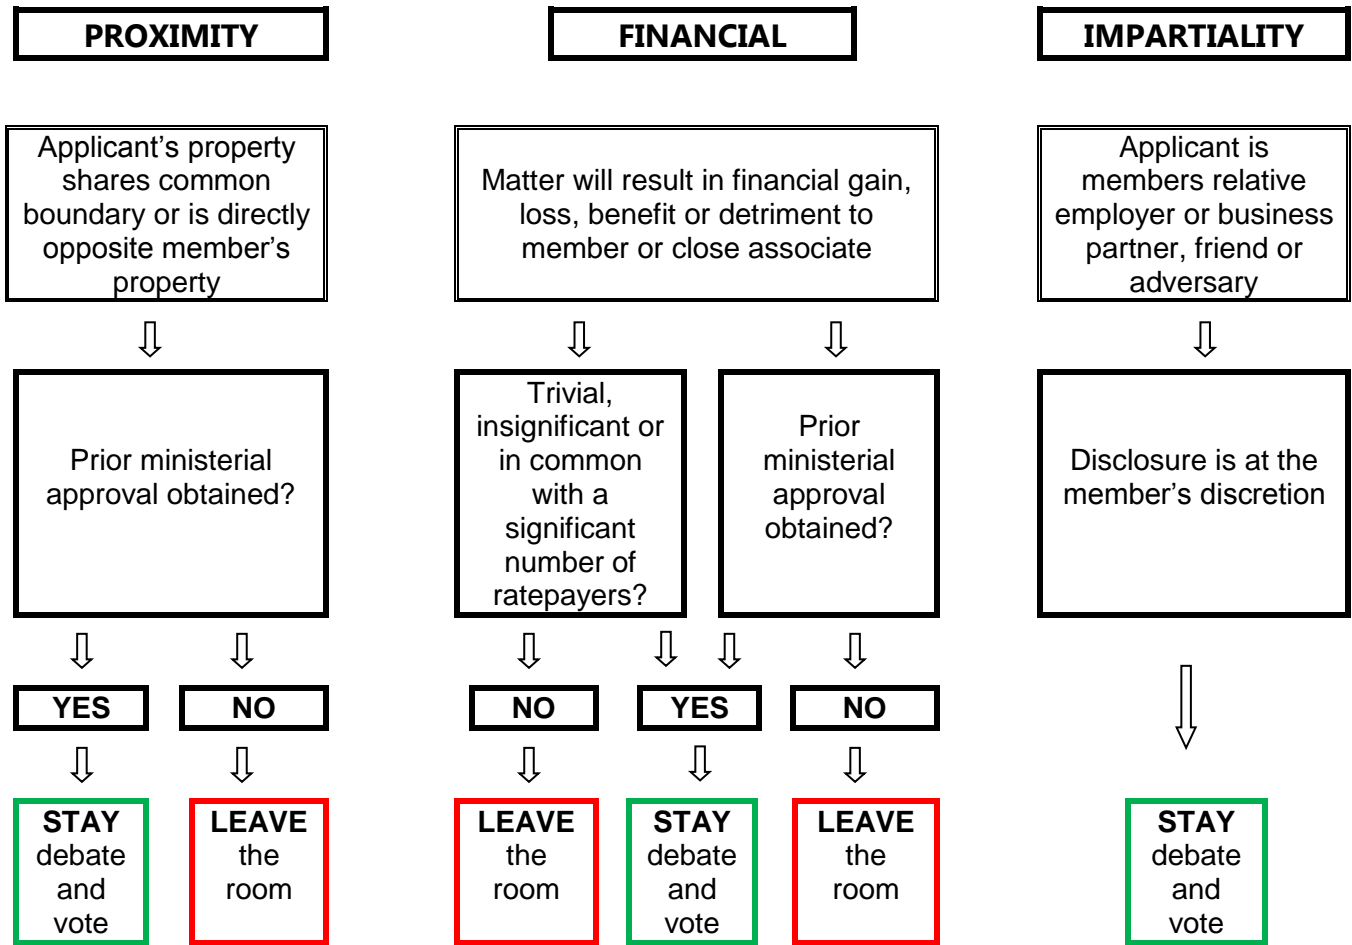 PROXIMITY
FINANCIAL
IMPARTIALITY
Applicant’s property
shares common
boundary or is directly
opposite member’s
property
Matter will result in financial gain,
loss, benefit or detriment to
member or close associate
Applicant is
members relative
employer or business
partner, friend or
adversary
Prior ministerial
approval obtained?
Trivial,
insignificant or
in common
with a
significant
number of
ratepayers?
Prior
ministerial
approval
obtained?
Disclosure is at the
member’s discretion
YES
NO
NO
YES
NO
STAY
debate
and
vote
LEAVE
the
room
LEAVE
the
room
STAY
debate
and
vote
LEAVE
the
room
STAY
debate
and
vote